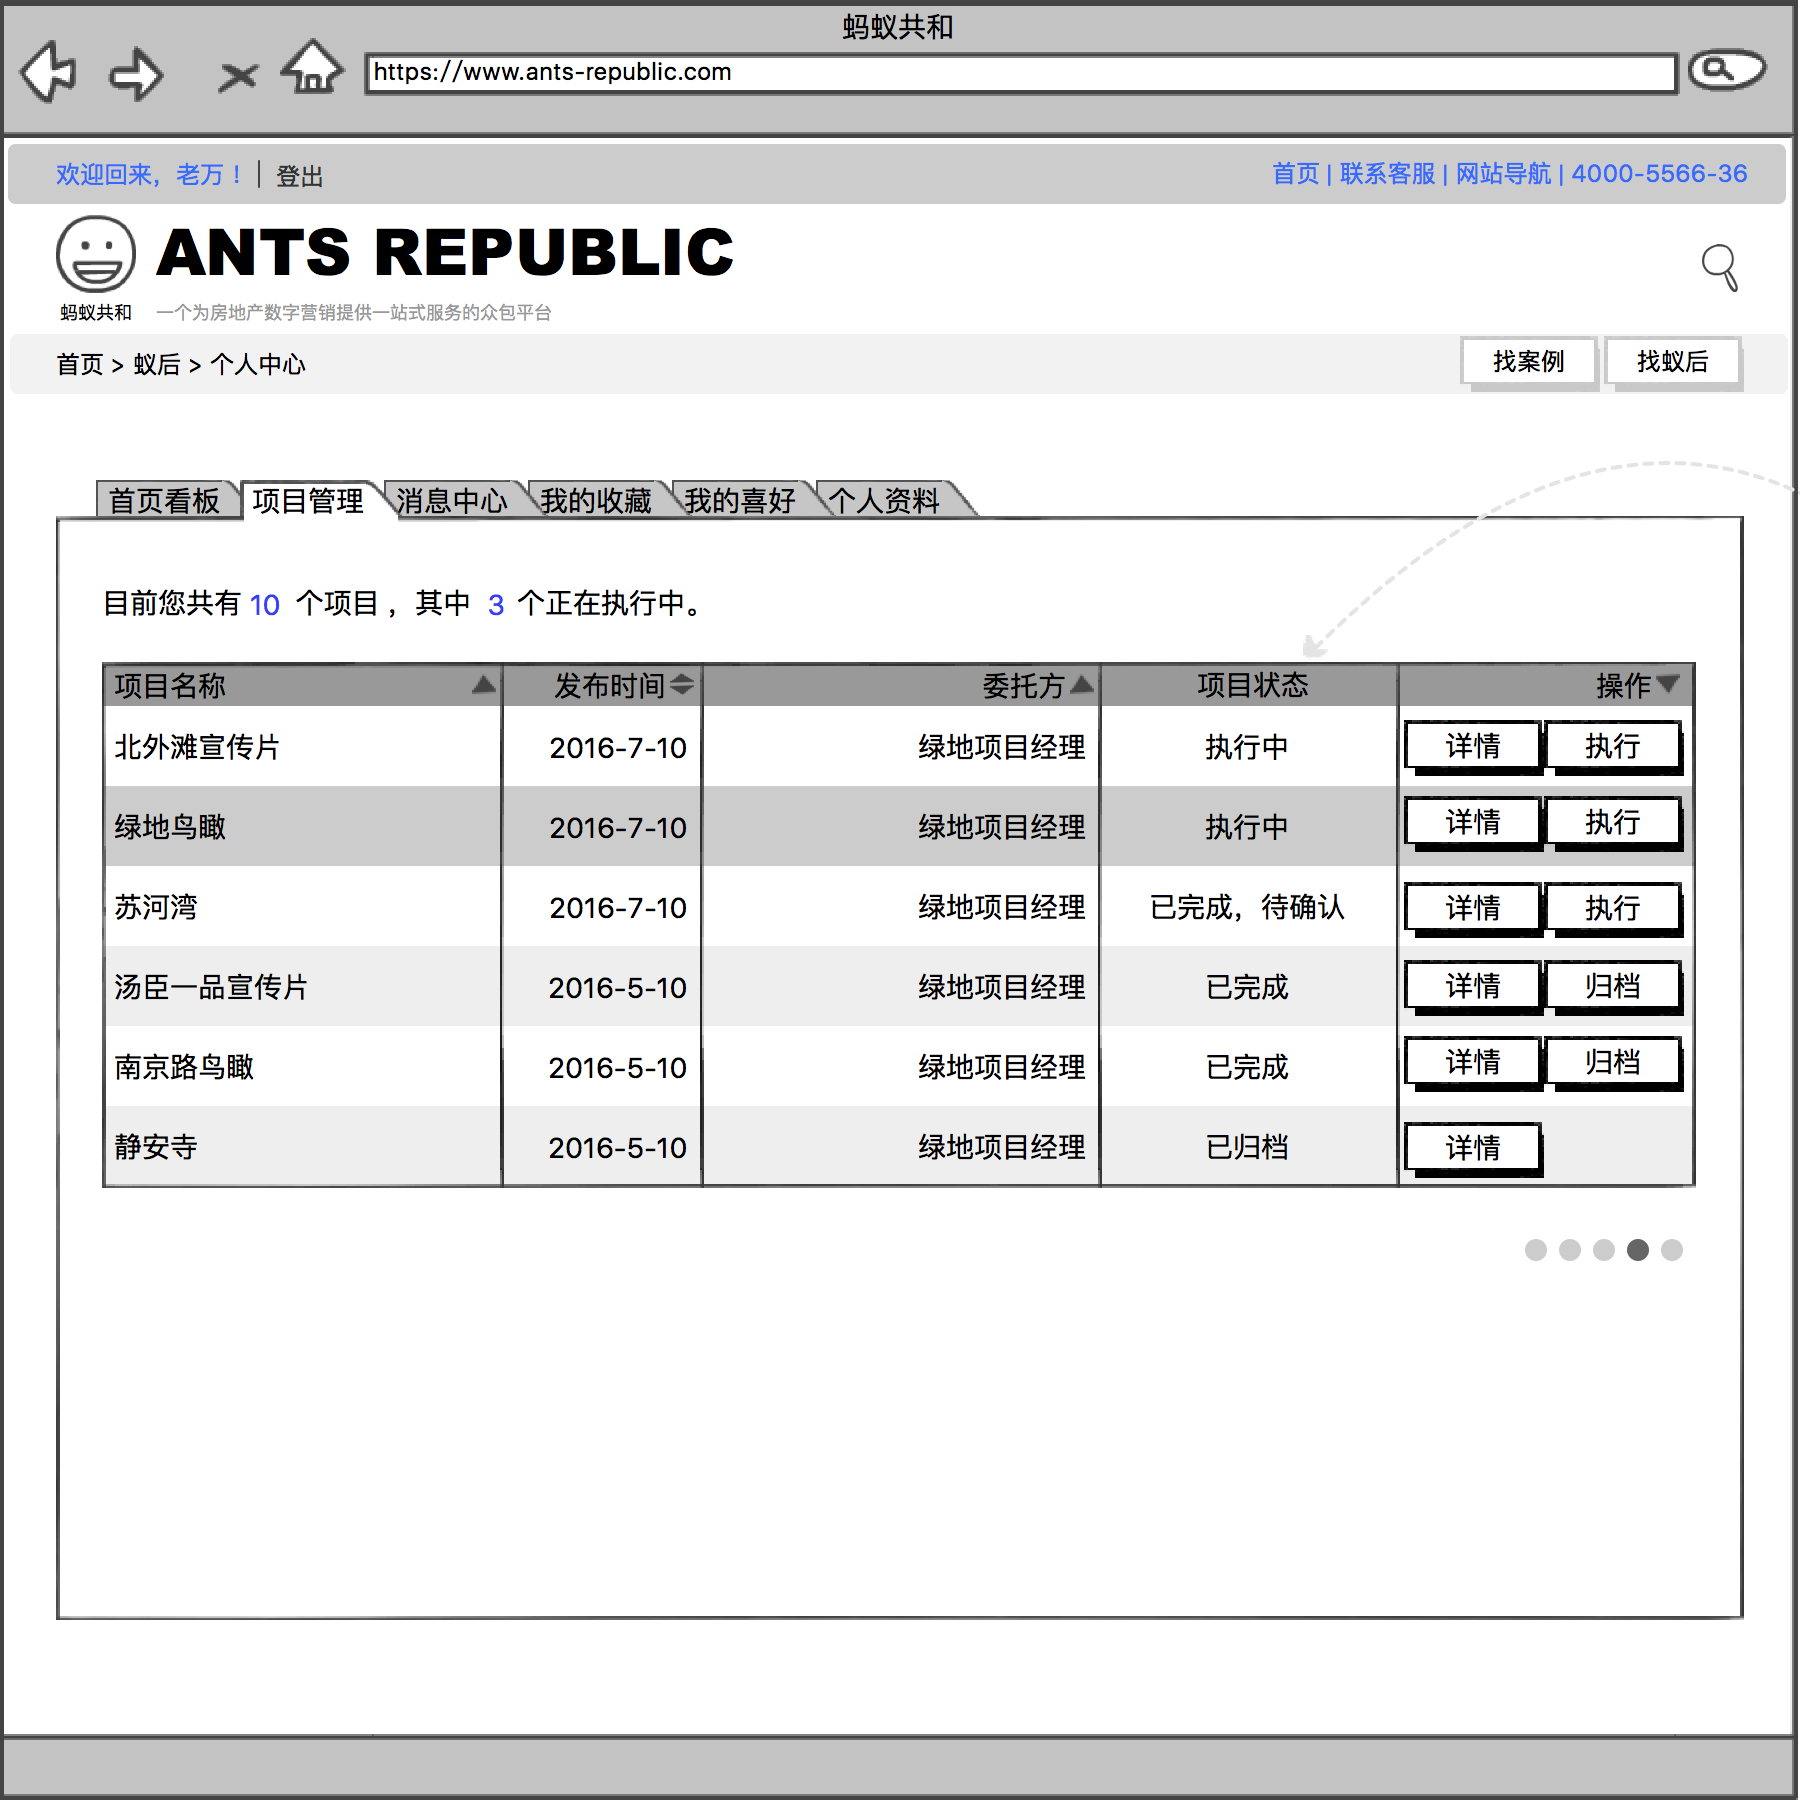 蚂蚁共和
https://www.ants-republic.com
欢迎回来，老万！ | 登出
首页 | 联系客服 | 网站导航 | 4000-5566-36
ANTS REPUBLIC
蚂蚁共和 一个为房地产数字营销提供一站式服务的众包平台
首页 > 蚁后 > 个人中心 找案例 找蚁后
首页看板 项目管理 消息中心 我的收藏 我的喜好 个人资料
目前您共有 10 个项目，其中 3 个正在执行中。
项目名称 发布时间 委托方 项目状态 操作
北外滩宣传片 2016-7-10 绿地项目经理 执行中 详情 执行
绿地鸟瞰 2016-7-10 绿地项目经理 执行中 详情 执行
苏河湾 2016-7-10 绿地项目经理 已完成，待确认 详情 执行
汤臣一品宣传片 2016-5-10 绿地项目经理 已完成 详情 归档
南京路鸟瞰 2016-5-10 绿地项目经理 已完成 详情 归档
静安寺 2016-5-10 绿地项目经理 已归档 详情